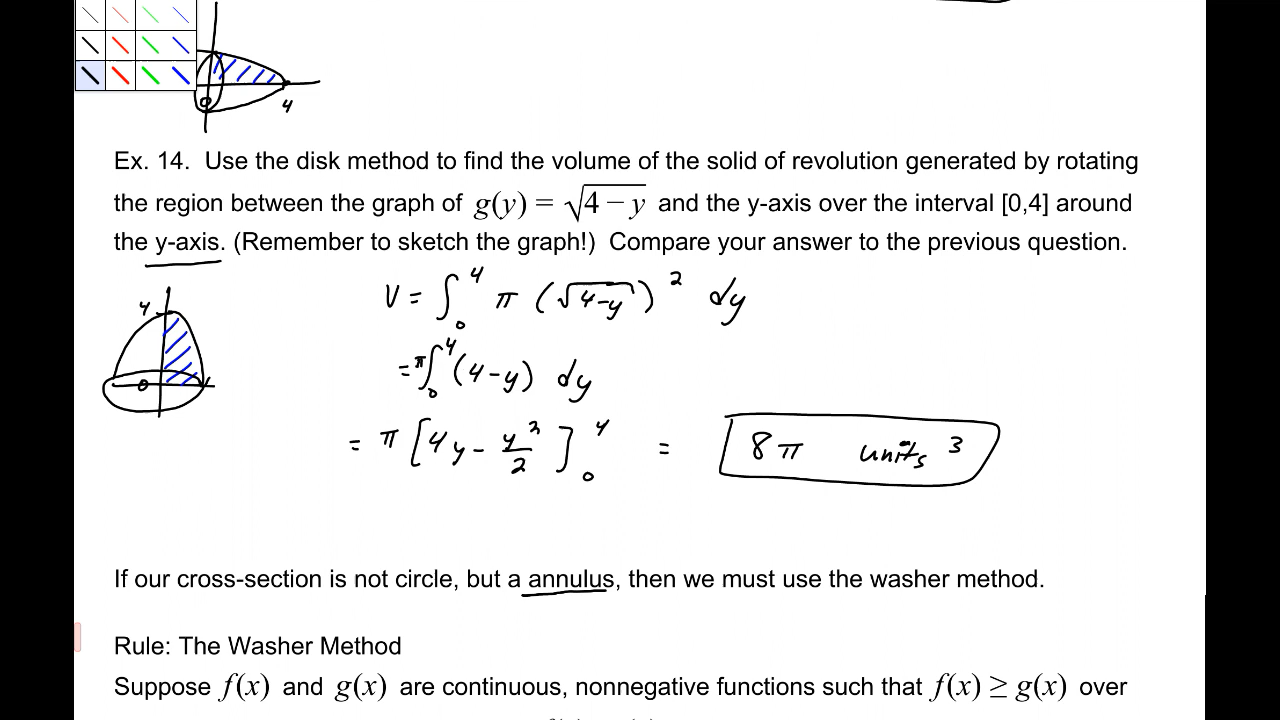 0
4
Ex. 14. Use the disk method to find the volume of the solid of revolution generated by rotating
the region between the graph of g(y) = √(4 − y) and the y-axis over the interval [0,4] around
the y-axis. (Remember to sketch the graph!) Compare your answer to the previous question.
4
0
V = ∫₀⁴ π (√(4-y))² dy
= π ∫₀⁴ (4-y) dy
= π [4y - y²/2]₀⁴ = 8π units³
If our cross-section is not circle, but a annulus, then we must use the washer method.
Rule: The Washer Method
Suppose f(x) and g(x) are continuous, nonnegative functions such that f(x) ≥ g(x) over